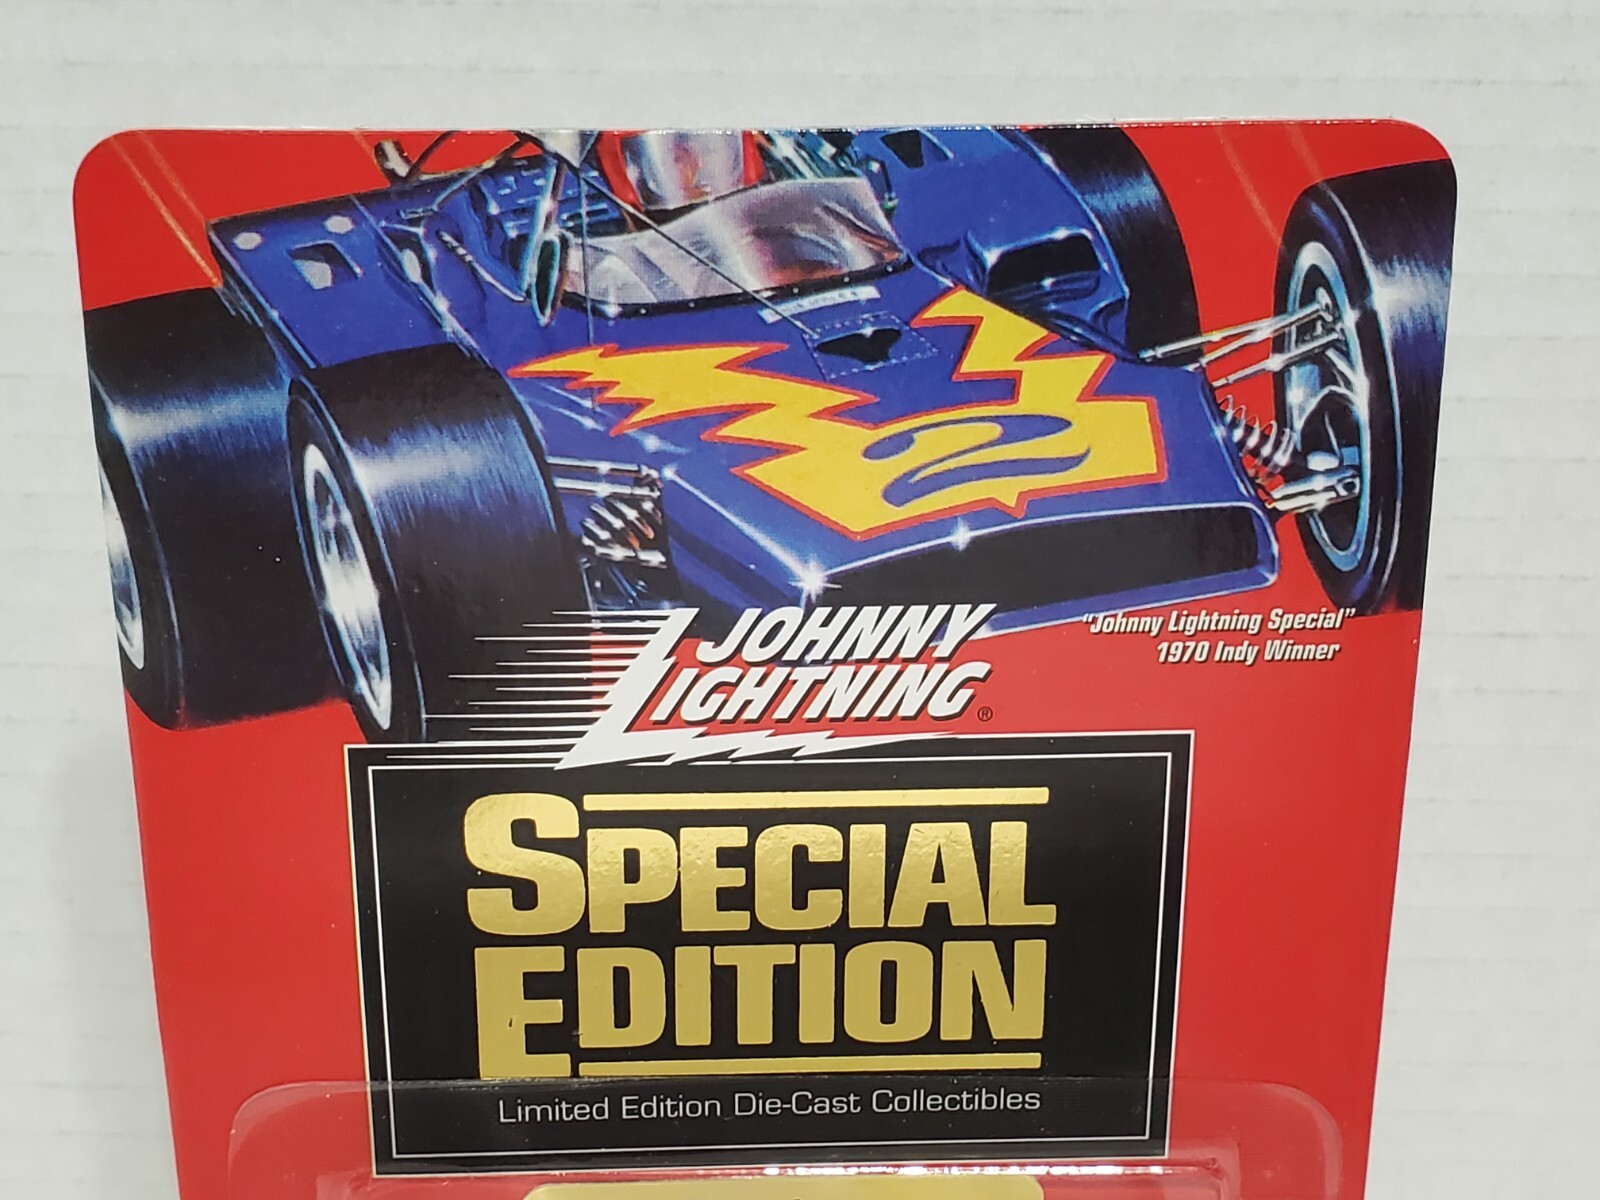 2
JOHNNY
LIGHTNING®
"Johnny Lightning Special"
1970 Indy Winner
SPECIAL
EDITION
Limited Edition Die-Cast Collectibles